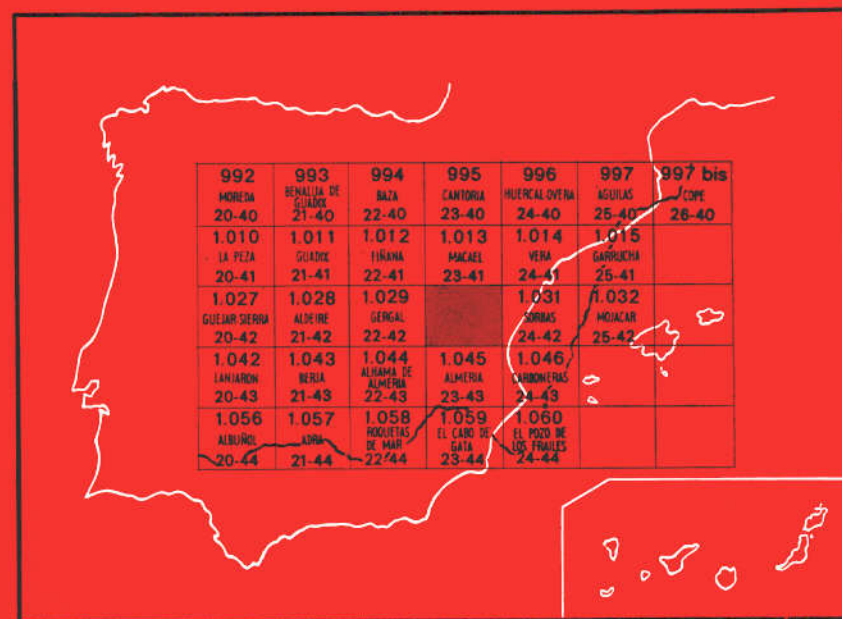 992 993 994 995 996 997 997 bis
MOREDA BENALUA DE GUADIX BAZA CANTORIA HUERCAL-OVERA AGUILAS COPE
20-40 21-40 22-40 23-40 24-40 25-40 26-40
1.010 1.011 1.012 1.013 1.014 1.015
LA PEZA GUADIX FIÑANA MACAEL VERA GARRUCHA
20-41 21-41 22-41 23-41 24-41 25-41
1.027 1.028 1.029 1.031 1.032
GUEJAR SIERRA ALDEIRE GERGAL SORBAS MOJACAR
20-42 21-42 22-42 24-42 25-42
1.042 1.043 1.044 1.045 1.046
LANJARON BERJA ALHAMA DE ALMERIA ALMERIA CARBONERAS
20-43 21-43 22-43 23-43 24-43
1.056 1.057 1.058 1.059 1.060
ALBUÑOL ADRA ROQUETAS DE MAR EL CABO DE GATA EL POZO DE LOS FRAILES
20-44 21-44 22-44 23-44 24-44